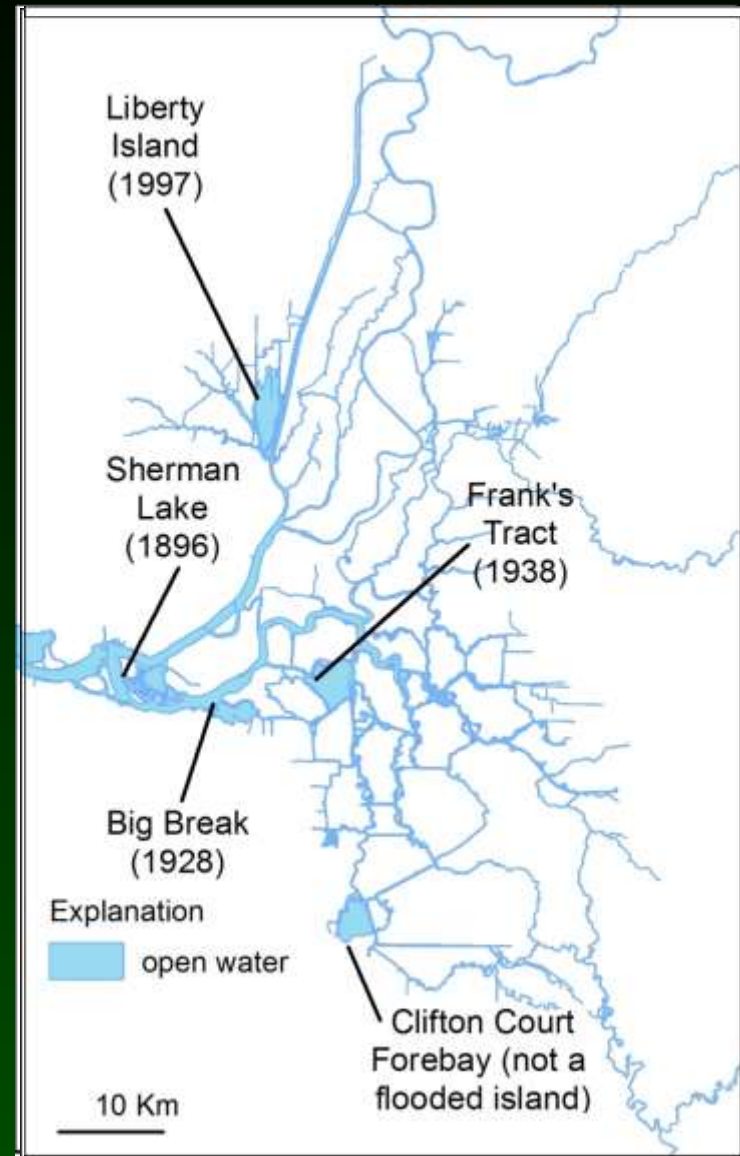 Liberty
Island
(1997)
Sherman
Lake
(1896)
Frank's
Tract
(1938)
Big Break
(1928)
Explanation
open water
Clifton Court
Forebay (not a
flooded island)
10 Km